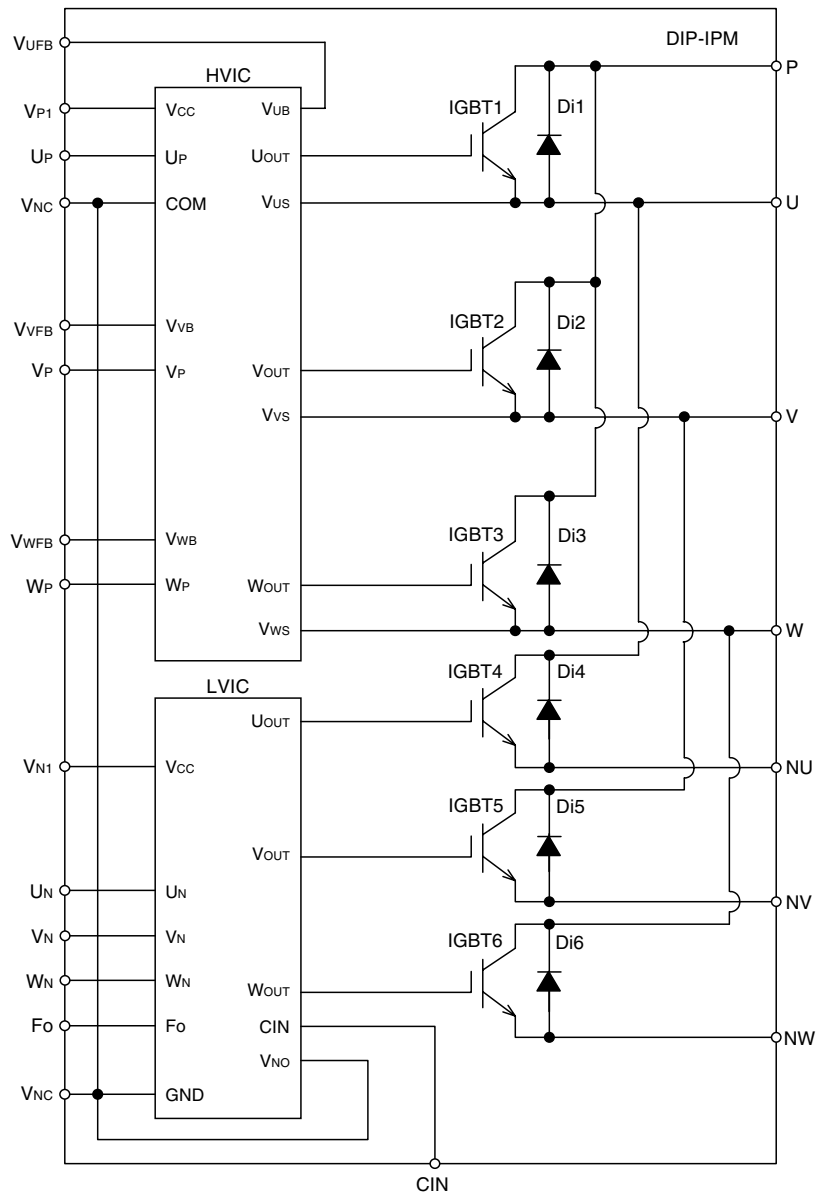 DIP-IPM
VUFB
P
HVIC
IGBT1
Di1
VP1
VCC
VUB
UP
UP
UOUT
VNC
COM
VUS
U
IGBT2
Di2
VVFB
VVB
VP
VP
VOUT
VVS
V
IGBT3
Di3
VWFB
VWB
WP
WP
WOUT
VWS
W
IGBT4
Di4
LVIC
UOUT
VN1
VCC
NU
IGBT5
Di5
VOUT
UN
UN
NV
VN
VN
IGBT6
Di6
WN
WN
WOUT
Fo
Fo
CIN
NW
VNO
VNC
GND
CIN